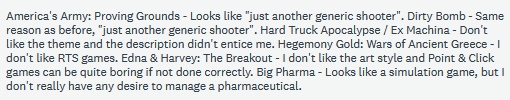 America's Army: Proving Grounds - Looks like "just another generic shooter". Dirty Bomb - Same
reason as before, "just another generic shooter". Hard Truck Apocalypse / Ex Machina - Don't
like the theme and the description didn't entice me. Hegemony Gold: Wars of Ancient Greece - I
don't like RTS games. Edna & Harvey: The Breakout - I don't like the art style and Point & Click
games can be quite boring if not done correctly. Big Pharma - Looks like a simulation game, but I
don't really have any desire to manage a pharmaceutical.